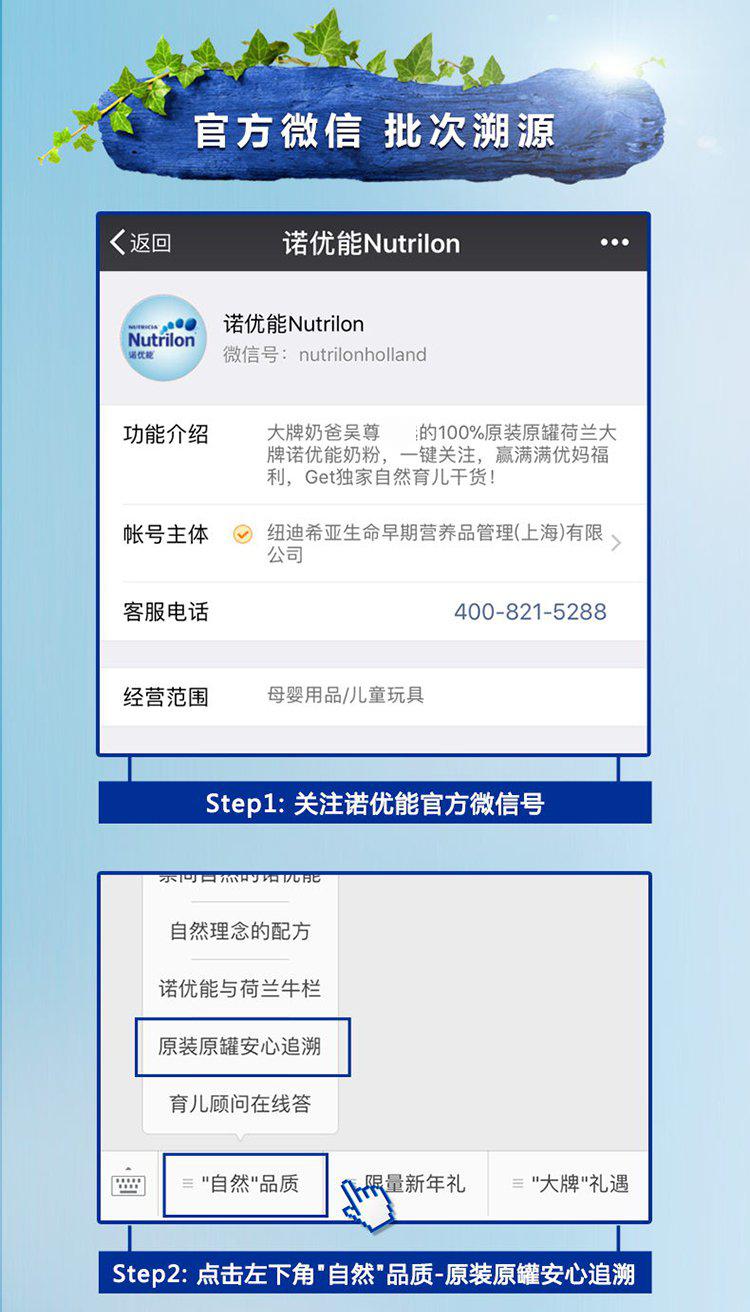 官方微信 批次溯源
返回
诺优能Nutrilon
诺优能Nutrilon
NUTRICIA
Nutrilon
诺优能
微信号: nutrilonholland
功能介绍
大牌奶爸吴尊 的100%原装原罐荷兰大
牌诺优能奶粉，一键关注，赢满满优妈福
利，Get独家自然育儿干货！
帐号主体
纽迪希亚生命早期营养品管理(上海)有限
公司
客服电话
400-821-5288
经营范围
母婴用品/儿童玩具
Step1: 关注诺优能官方微信号
自然理念的配方
诺优能与荷兰牛栏
原装原罐安心追溯
育儿顾问在线答
"自然"品质
限量新年礼
"大牌"礼遇
Step2: 点击左下角"自然"品质-原装原罐安心追溯